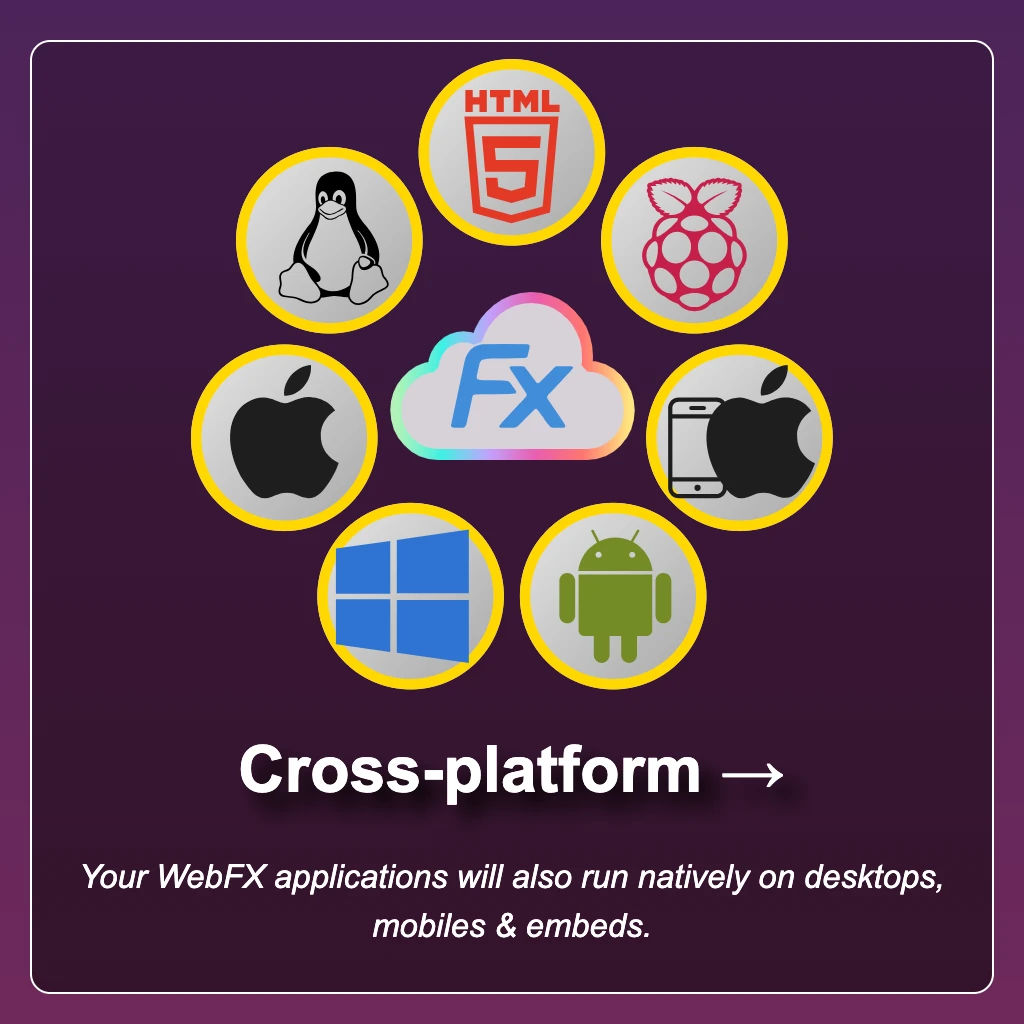 HTML
5
Fx
Cross-platform →
Your WebFX applications will also run natively on desktops,
mobiles & embeds.